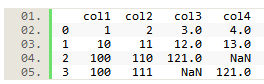 01. col1 col2 col3 col4
02. 0 1 2 3.0 4.0
03. 1 10 11 12.0 13.0
04. 2 100 110 121.0 NaN
05. 3 100 111 NaN 121.0